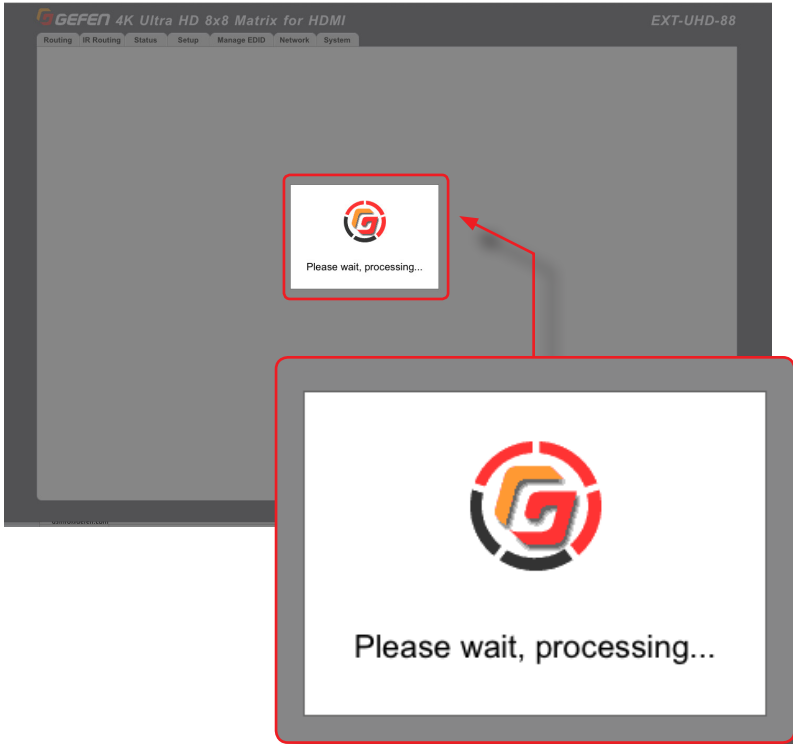 GEFEN 4K Ultra HD 8x8 Matrix for HDMI
EXT-UHD-88
Routing IR Routing Status Setup Manage EDID Network System
Please wait, processing...
Please wait, processing...